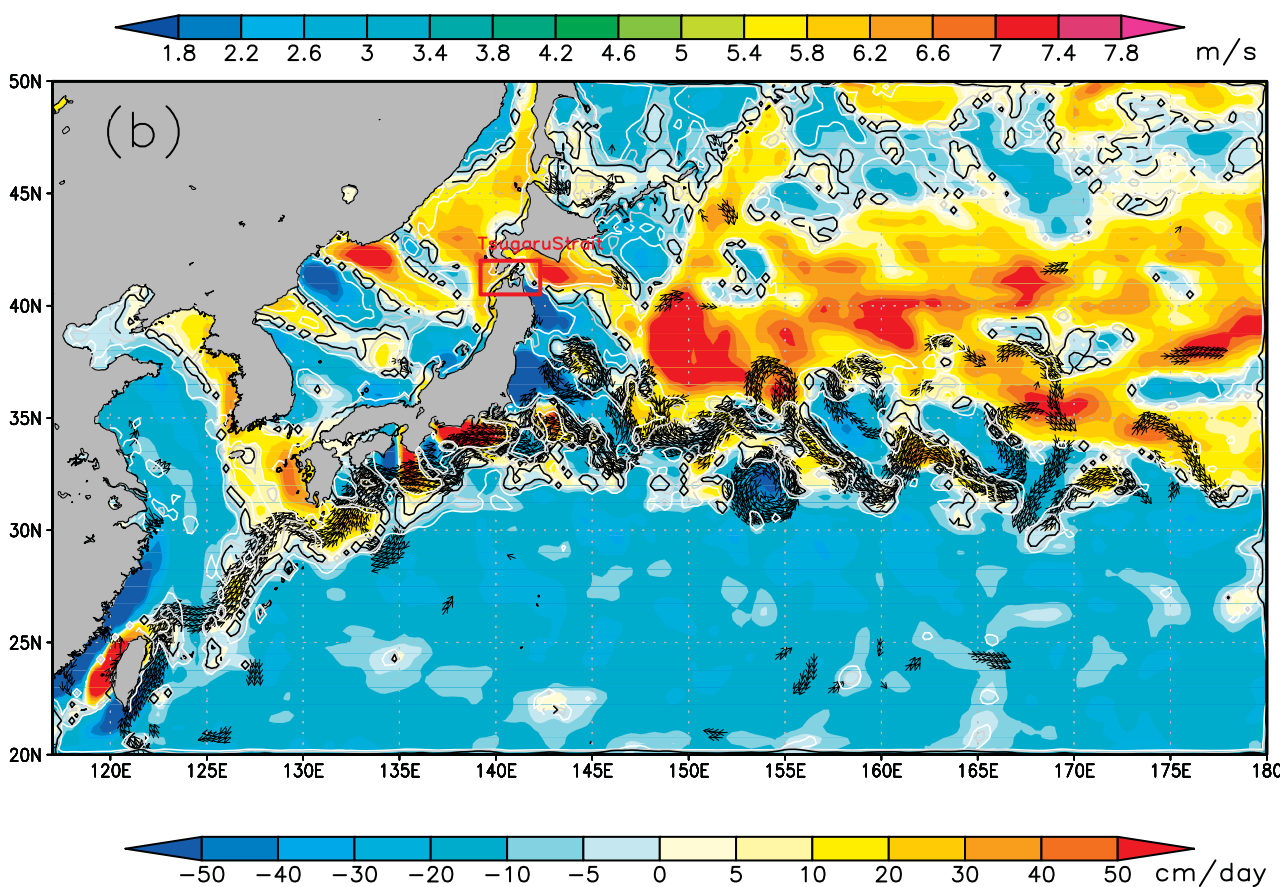 1.8 2.2 2.6 3 3.4 3.8 4.2 4.6 5 5.4 5.8 6.2 6.6 7 7.4 7.8 m/s
50N
(b)
45N
TsugaruStrait
40N
35N
30N
25N
20N
120E 125E 130E 135E 140E 145E 150E 155E 160E 165E 170E 175E 180
−50 −40 −30 −20 −10 −5 0 5 10 20 30 40 50 cm/day